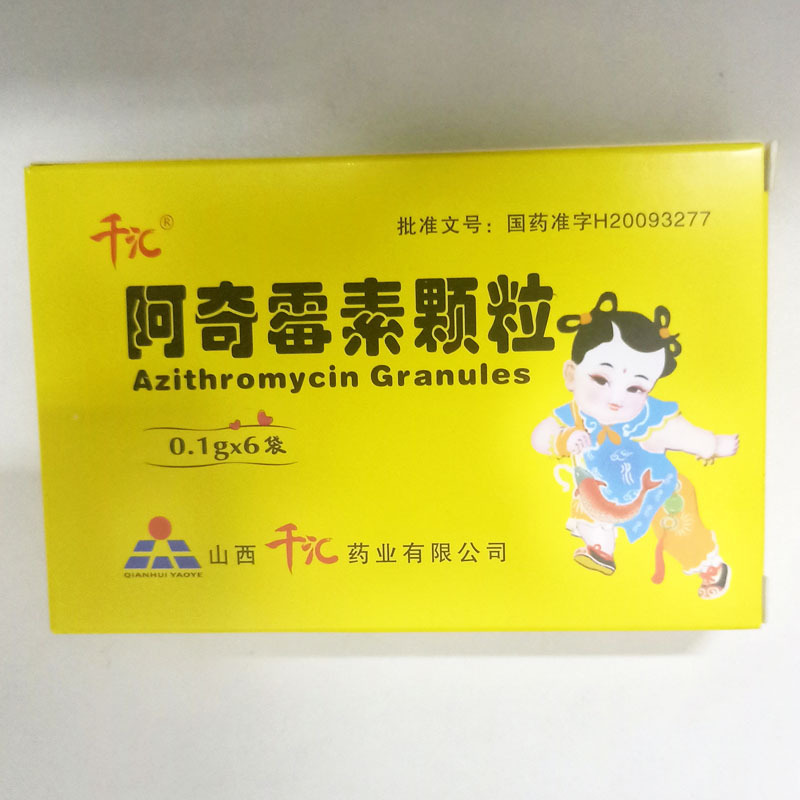 千汇®
批准文号：国药准字H20093277
阿奇霉素颗粒
Azithromycin Granules
0.1gx6袋
QIANHUI YAOYE
山西千汇药业有限公司